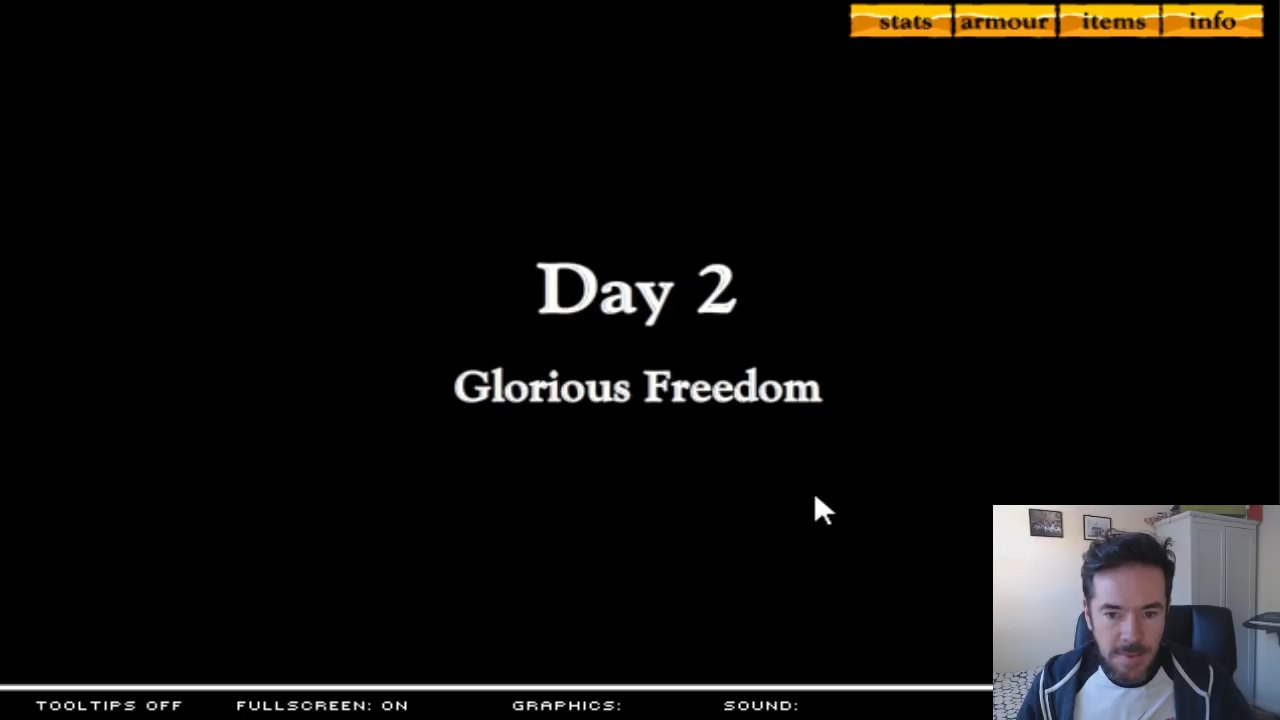 stats armour items info
Day 2
Glorious Freedom
TOOLTIPS OFF FULLSCREEN: ON GRAPHICS: SOUND: